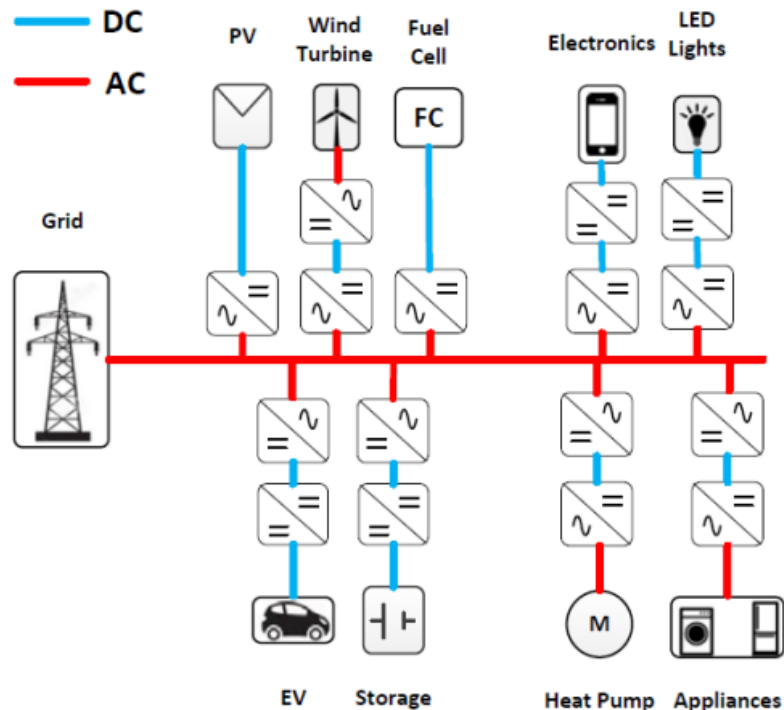 DC
AC
PV
Wind
Turbine
Fuel
Cell
Electronics
LED
Lights
FC
Grid
M
EV
Storage
Heat Pump
Appliances